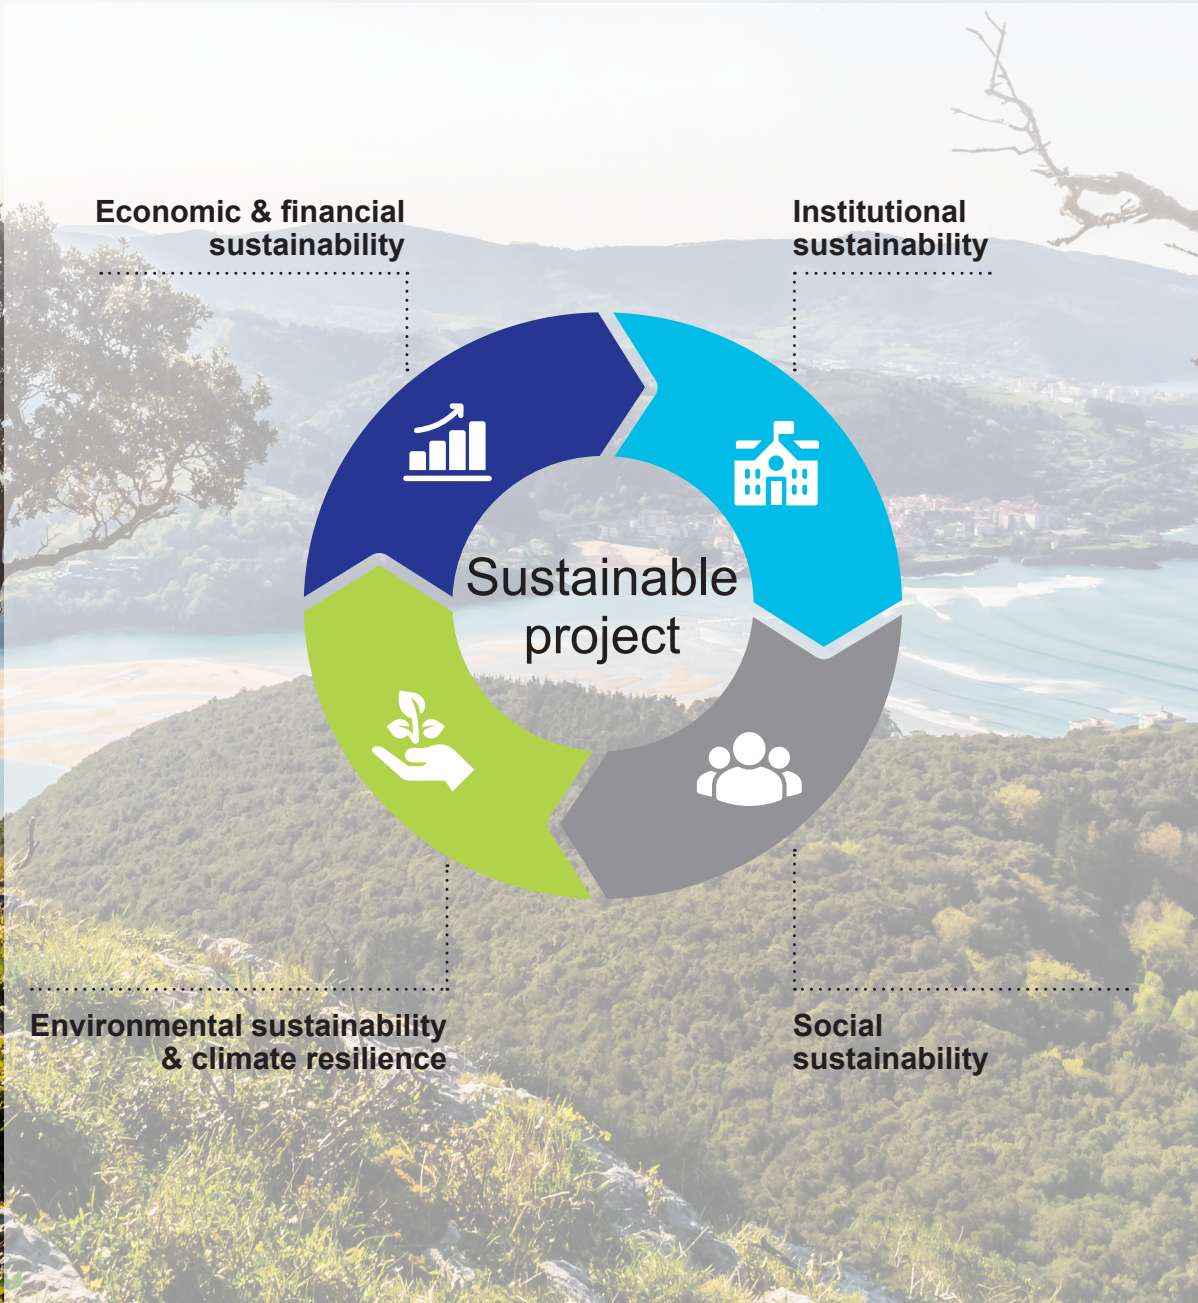 Economic & financial
sustainability
Institutional
sustainability
Sustainable
project
Environmental sustainability
& climate resilience
Social
sustainability